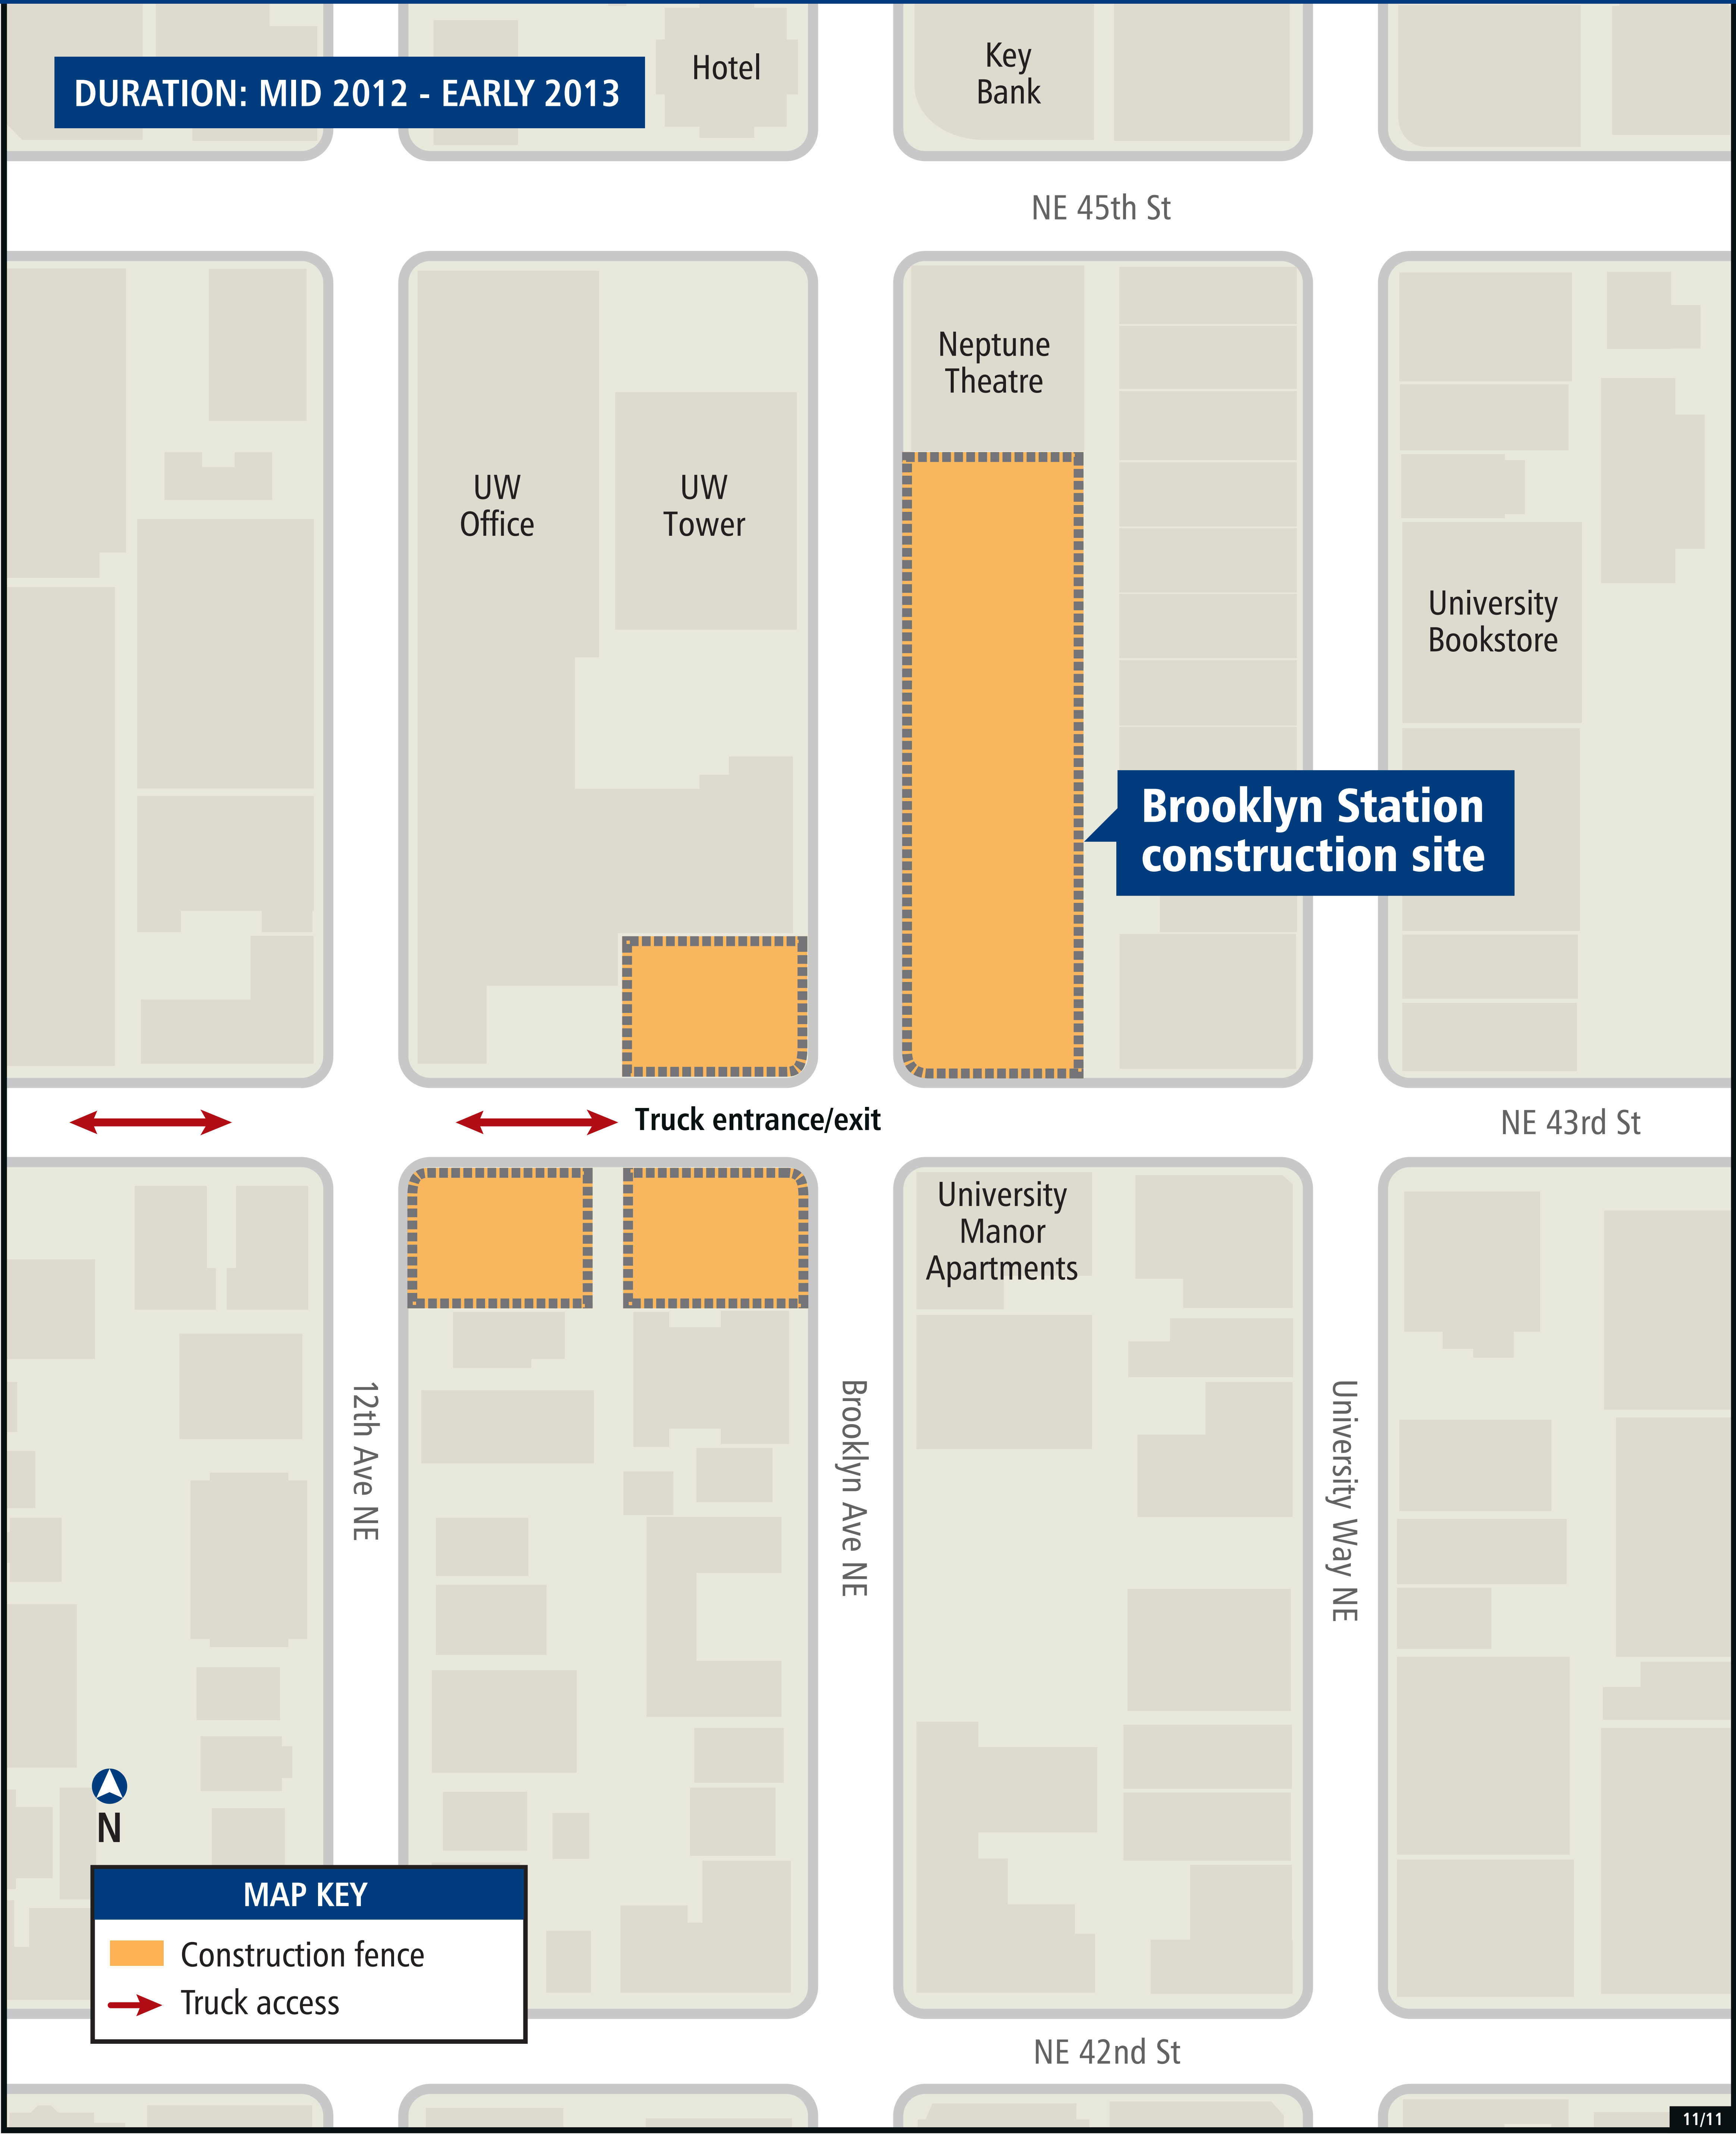 DURATION: MID 2012 - EARLY 2013
Hotel
Key
Bank
NE 45th St
Neptune
Theatre
UW
Office
UW
Tower
University
Bookstore
Brooklyn Station
construction site
Truck entrance/exit
NE 43rd St
University
Manor
Apartments
12th Ave NE
Brooklyn Ave NE
University Way NE
N
MAP KEY
Construction fence
Truck access
NE 42nd St
11/11